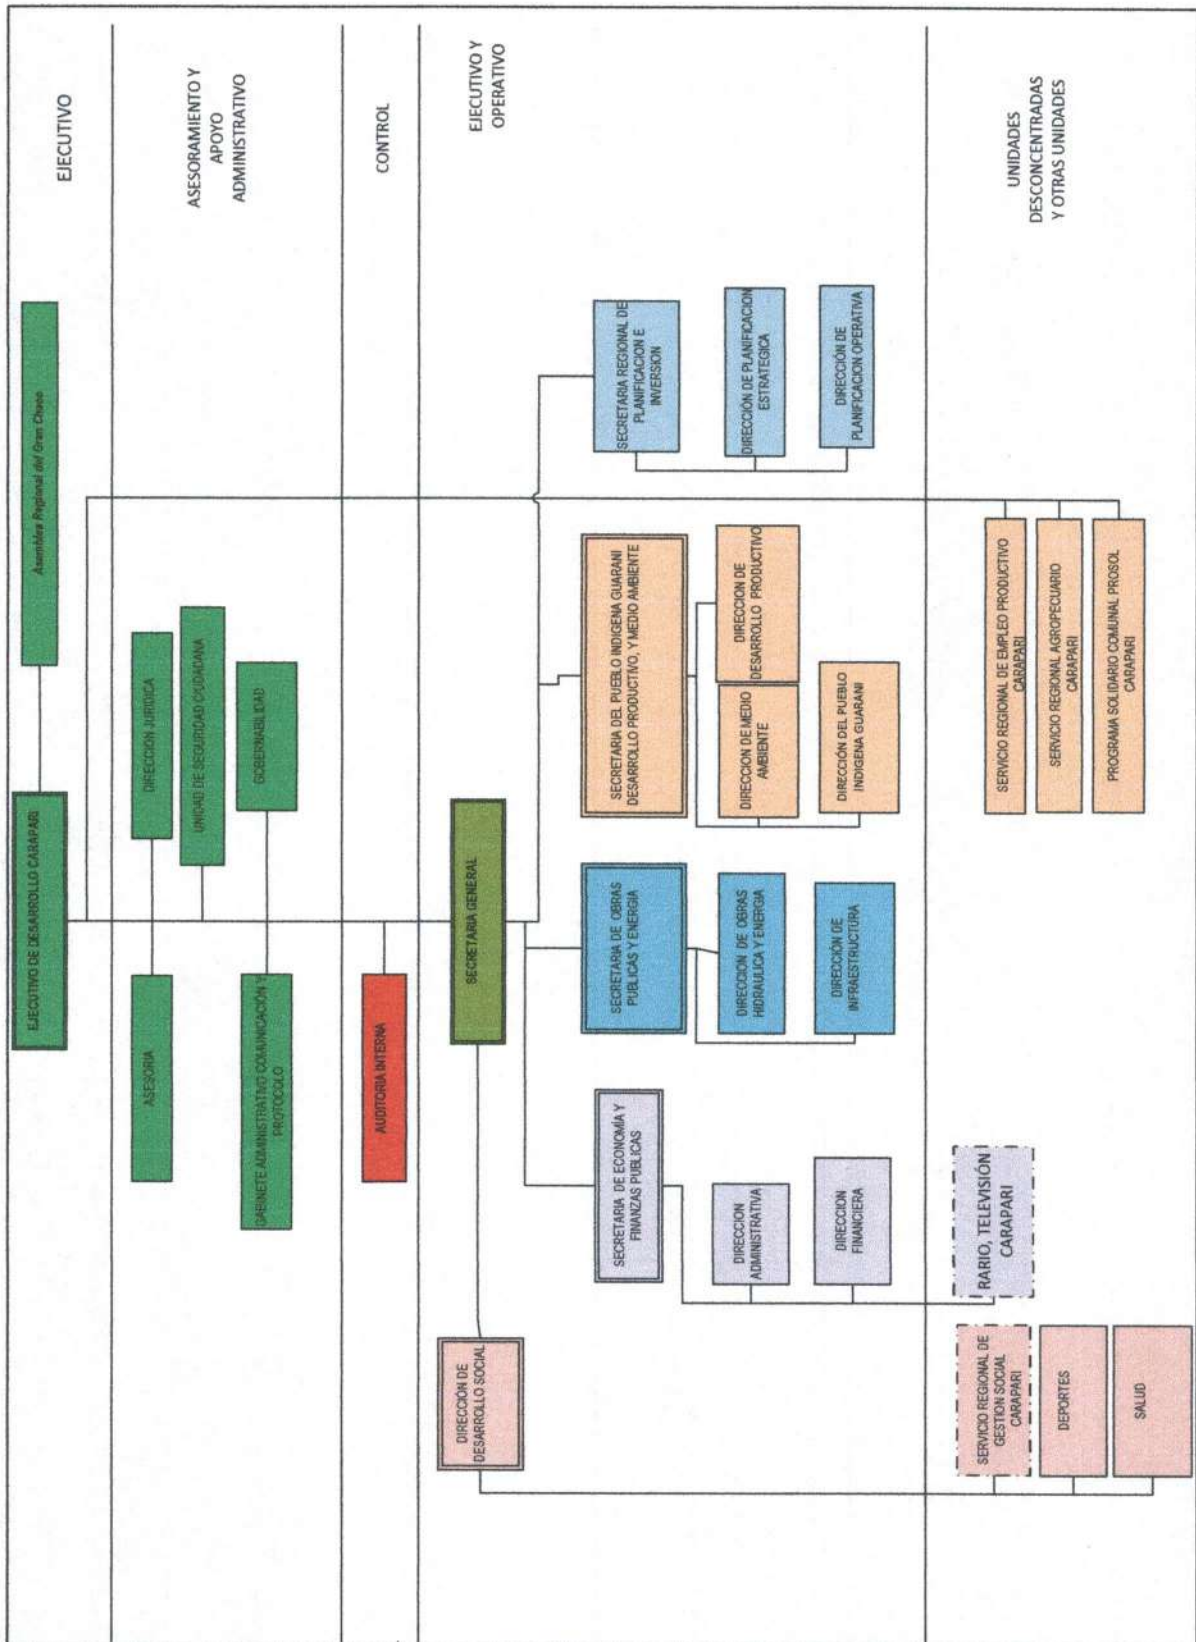 EJECUTIVO DE DESARROLLO CARAPARI
Asamblea Regional del Gran Chaco
EJECUTIVO
ASESORIA
DIRECCION JURIDICA
UNIDAD DE SEGURIDAD CIUDADANA
GABINETE ADMINISTRATIVO COMUNICACIÓN Y
PROTOCOLO
GOBERNABILIDAD
ASESORAMIENTO Y
APOYO
ADMINISTRATIVO
AUDITORIA INTERNA
CONTROL
DIRECCIÓN DE
DESARROLLO SOCIAL
SECRETARIA GENERAL
EJECUTIVO Y
OPERATIVO
SECRETARIA DE ECONOMÍA Y
FINANZAS PUBLICAS
SECRETARIA DE OBRAS
PUBLICAS Y ENERGIA
SECRETARIA DEL PUEBLO INDIGENA GUARANI
DESARROLLO PRODUCTIVO, Y MEDIO AMBIENTE
SECRETARIA REGIONAL DE
PLANIFICACION E
INVERSION
DIRECCION
ADMINISTRATIVA
DIRECCION DE OBRAS
HIDRAULICA Y ENERGIA
DIRECCION DE MEDIO
AMBIENTE
DIRECCION DE
DESARROLLO PRODUCTIVO
DIRECCIÓN DE PLANIFICACION
ESTRATEGICA
DIRECCION
FINANCIERA
DIRECCIÓN DE
INFRAESTRUCTURA
DIRECCIÓN DEL PUEBLO
INDIGENA GUARANI
DIRECCIÓN DE
PLANIFICACION OPERATIVA
SERVICIO REGIONAL DE
GESTION SOCIAL
CARAPARI
RARIO, TELEVISIÓN
CARAPARI
SERVICIO REGIONAL DE EMPLEO PRODUCTIVO
CARAPARI
UNIDADES
DESCONCENTRADAS
Y OTRAS UNIDADES
DEPORTES
SERVICIO REGIONAL AGROPECUARIO
CARAPARI
SALUD
PROGRAMA SOLIDARIO COMUNAL PROSOL
CARAPARI